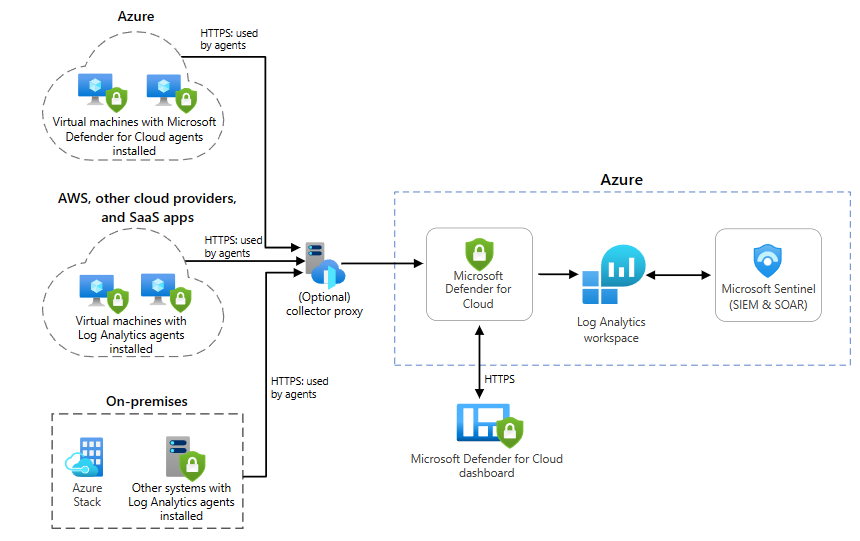 Azure
HTTPS: used
by agents
Virtual machines with Microsoft
Defender for Cloud agents
installed
AWS, other cloud providers,
and SaaS apps
HTTPS: used
by agents
Virtual machines with
Log Analytics agents
installed
(Optional)
collector proxy
HTTPS: used
by agents
On-premises
Azure
Stack
Other systems with
Log Analytics agents
installed
Azure
Microsoft
Defender for
Cloud
Log Analytics
workspace
Microsoft Sentinel
(SIEM & SOAR)
HTTPS
Microsoft Defender for Cloud
dashboard